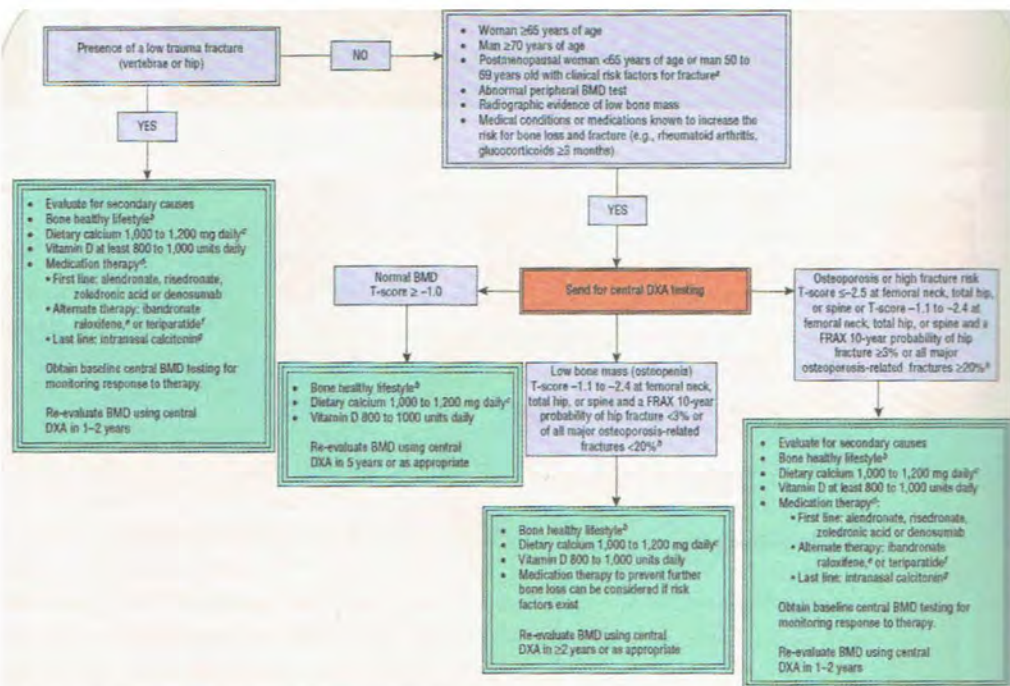 Presence of a low trauma fracture
(vertebrae or hip)
NO
• Woman ≥65 years of age
• Man ≥70 years of age
• Postmenopausal woman <65 years of age or man 50 to
69 years old with clinical risk factors for fractureᵃ
• Abnormal peripheral BMD test
• Radiographic evidence of low bone mass
• Medical conditions or medications known to increase the
risk for bone loss and fracture (e.g., rheumatoid arthritis,
glucocorticoids ≥3 months)
YES
YES
• Evaluate for secondary causes
• Bone healthy lifestyleᵇ
• Dietary calcium 1,000 to 1,200 mg dailyᶜ
• Vitamin D at least 800 to 1,000 units daily
• Medication therapyᵈ:
• First line: alendronate, risedronate,
zoledronic acid or denosumab
• Alternate therapy: ibandronate
raloxifene,ᵉ or teriparatideᶠ
• Last line: intranasal calcitoninᵍ
Obtain baseline central BMD testing for
monitoring response to therapy.
Re-evaluate BMD using central
DXA in 1–2 years
Normal BMD
T-score ≥ –1.0
Send for central DXA testing
Osteoporosis or high fracture risk
T-score ≤–2.5 at femoral neck, total hip,
or spine or T-score –1.1 to –2.4 at
femoral neck, total hip, or spine and a
FRAX 10-year probability of hip
fracture ≥3% or all major
osteoporosis-related fractures ≥20%ʰ
• Bone healthy lifestyleᵇ
• Dietary calcium 1,000 to 1,200 mg dailyᶜ
• Vitamin D 800 to 1000 units daily
Re-evaluate BMD using central
DXA in 5 years or as appropriate
Low bone mass (osteopenia)
T-score –1.1 to –2.4 at femoral neck,
total hip, or spine and a FRAX 10-year
probability of hip fracture <3% or
of all major osteoporosis-related
fractures <20%ʰ
• Bone healthy lifestyleᵇ
• Dietary calcium 1,000 to 1,200 mg dailyᶜ
• Vitamin D 800 to 1,000 units daily
• Medication therapy to prevent further
bone loss can be considered if risk
factors exist
Re-evaluate BMD using central
DXA in ≥2 years or as appropriate
• Evaluate for secondary causes
• Bone healthy lifestyleᵇ
• Dietary calcium 1,000 to 1,200 mg dailyᶜ
• Vitamin D at least 800 to 1,000 units daily
• Medication therapyᵈ:
• First line: alendronate, risedronate,
zoledronic acid or denosumab
• Alternate therapy: ibandronate
raloxifene,ᵉ or teriparatideᶠ
• Last line: intranasal calcitoninᵍ
Obtain baseline central BMD testing for
monitoring response to therapy.
Re-evaluate BMD using central
DXA in 1–2 years